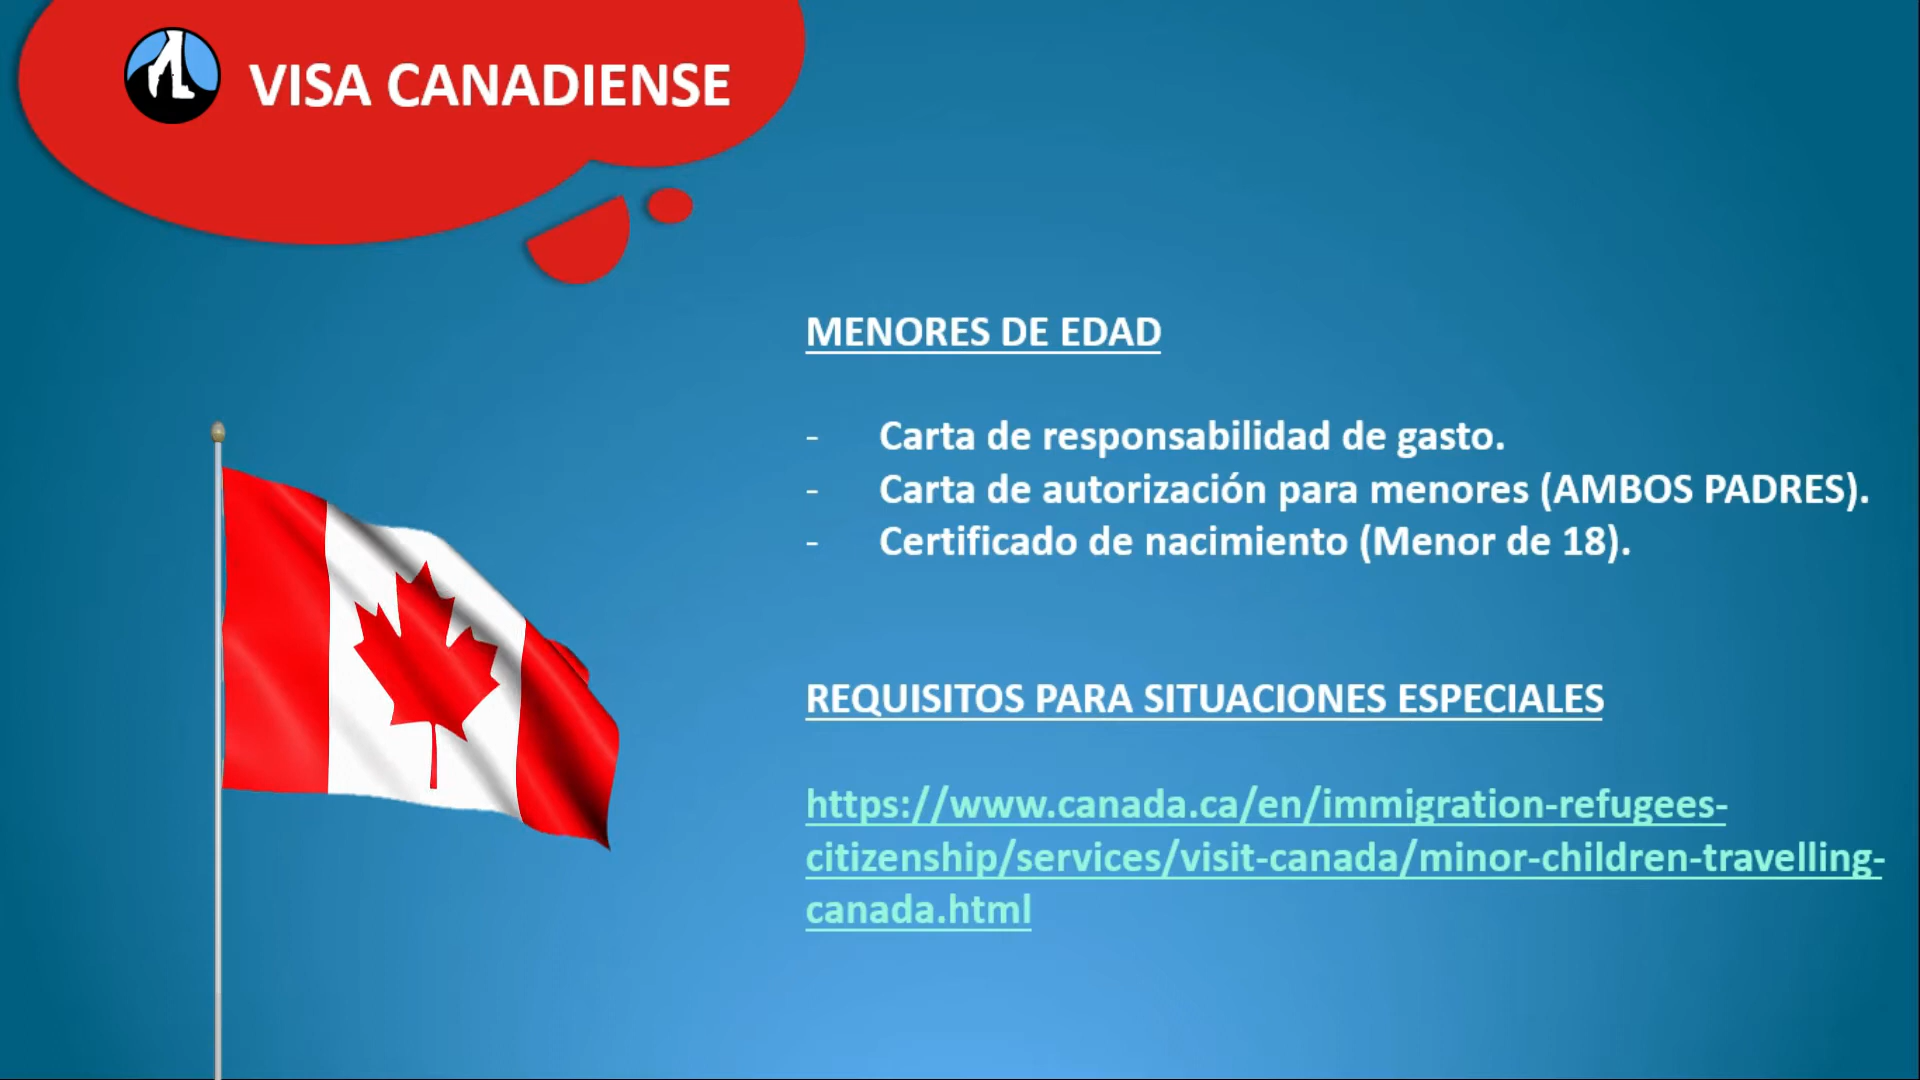 VISA CANADIENSE
MENORES DE EDAD
- Carta de responsabilidad de gasto.
- Carta de autorización para menores (AMBOS PADRES).
- Certificado de nacimiento (Menor de 18).
REQUISITOS PARA SITUACIONES ESPECIALES
https://www.canada.ca/en/immigration-refugees-
citizenship/services/visit-canada/minor-children-travelling-
canada.html